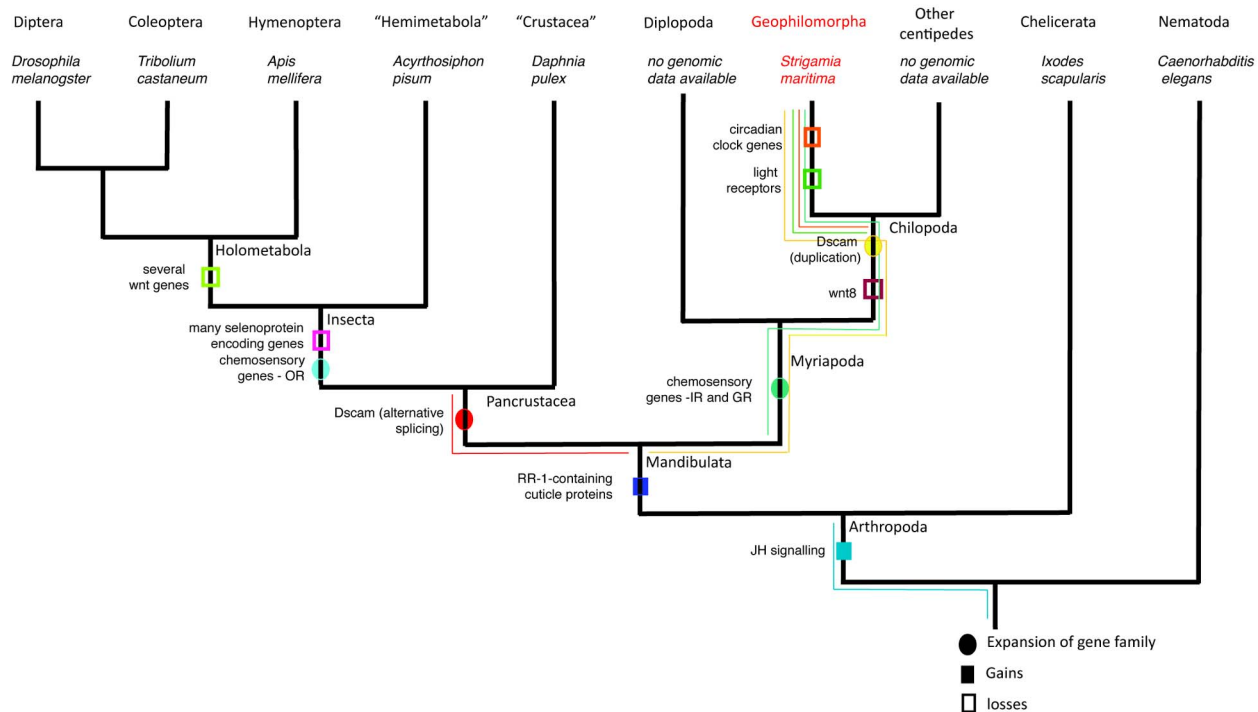 Diptera
Coleoptera
Hymenoptera
“Hemimetabola”
“Crustacea”
Diplopoda
Geophilomorpha
Other
centipedes
Chelicerata
Nematoda
Drosophila
melanogster
Tribolium
castaneum
Apis
mellifera
Acyrthosiphon
pisum
Daphnia
pulex
no genomic
data available
Strigamia
maritima
no genomic
data available
Ixodes
scapularis
Caenorhabditis
elegans
circadian
clock genes
light
receptors
Chilopoda
Dscam
(duplication)
wnt8
Holometabola
several
wnt genes
Insecta
many selenoprotein
encoding genes
chemosensory
genes - OR
Myriapoda
chemosensory
genes -IR and GR
Pancrustacea
Dscam (alternative
splicing)
Mandibulata
RR-1-containing
cuticle proteins
Arthropoda
JH signalling
Expansion of gene family
Gains
losses